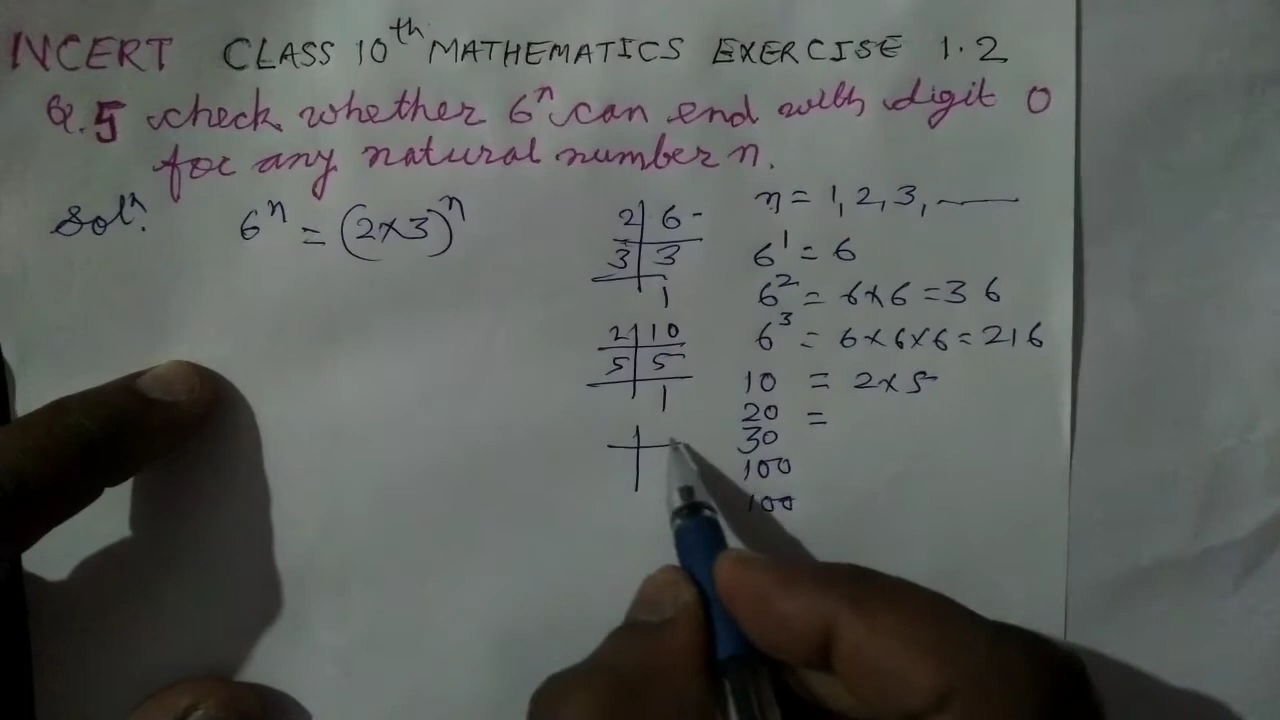 NCERT CLASS 10th MATHEMATICS EXERCISE 1.2
Q.5 check whether 6ⁿ can end with digit 0
for any natural number n.
Solⁿ. 6ⁿ = (2×3)ⁿ
2 | 6 -
3 | 3
1
2 | 10
5 | 5
1
n = 1, 2, 3, ——
6¹ = 6
6² = 6×6 = 36
6³ = 6×6×6 = 216
10 = 2×5
20 =
30
100
100